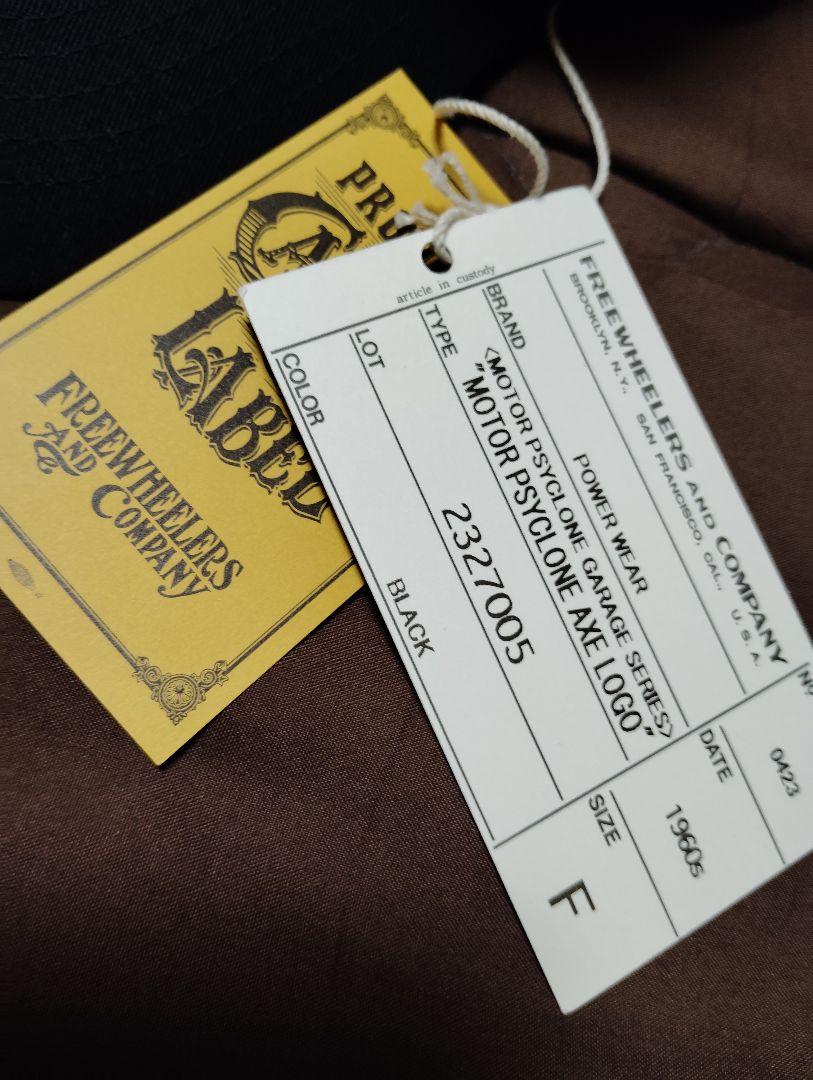 FREEWHEELERS AND COMPANY
BROOKLYN, N.Y., SAN FRANCISCO, CAL., U.S.A.
BRAND
POWER WEAR
<MOTOR PSYCLONE GARAGE SERIES>
TYPE
"MOTOR PSYCLONE AXE LOGO"
LOT
2327005
COLOR
BLACK
article in custody
No
0423
DATE
1960s
SIZE
F
LABEL
FREEWHEELERS
AND COMPANY